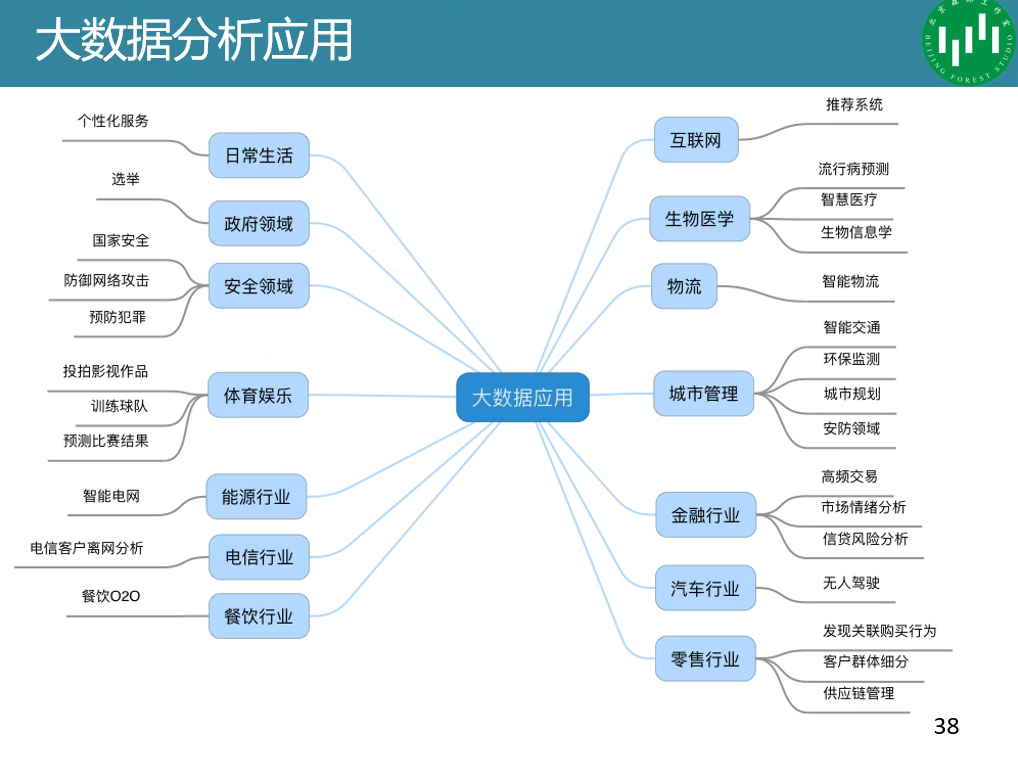 大数据分析应用
北京森林工作室
BEIJING FOREST STUDIO
个性化服务
日常生活
选举
政府领域
国家安全
防御网络攻击
预防犯罪
安全领域
投拍影视作品
训练球队
预测比赛结果
体育娱乐
智能电网
能源行业
电信客户离网分析
电信行业
餐饮O2O
餐饮行业
大数据应用
互联网
推荐系统
生物医学
流行病预测
智慧医疗
生物信息学
物流
智能物流
城市管理
智能交通
环保监测
城市规划
安防领域
金融行业
高频交易
市场情绪分析
信贷风险分析
汽车行业
无人驾驶
零售行业
发现关联购买行为
客户群体细分
供应链管理
38